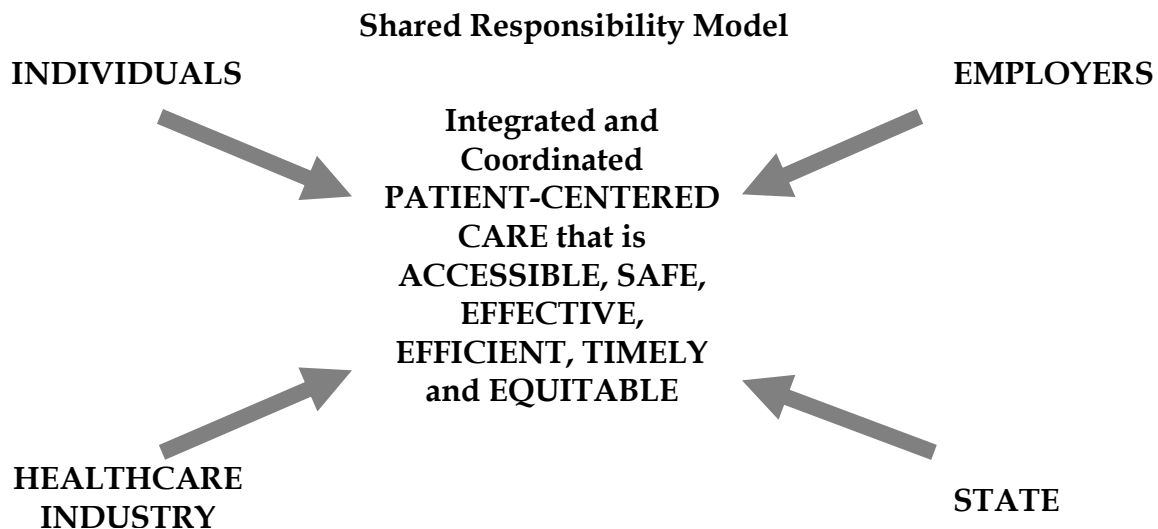 Shared Responsibility Model
INDIVIDUALS
EMPLOYERS
Integrated and
Coordinated
PATIENT-CENTERED
CARE that is
ACCESSIBLE, SAFE,
EFFECTIVE,
EFFICIENT, TIMELY
and EQUITABLE
HEALTHCARE
INDUSTRY
STATE